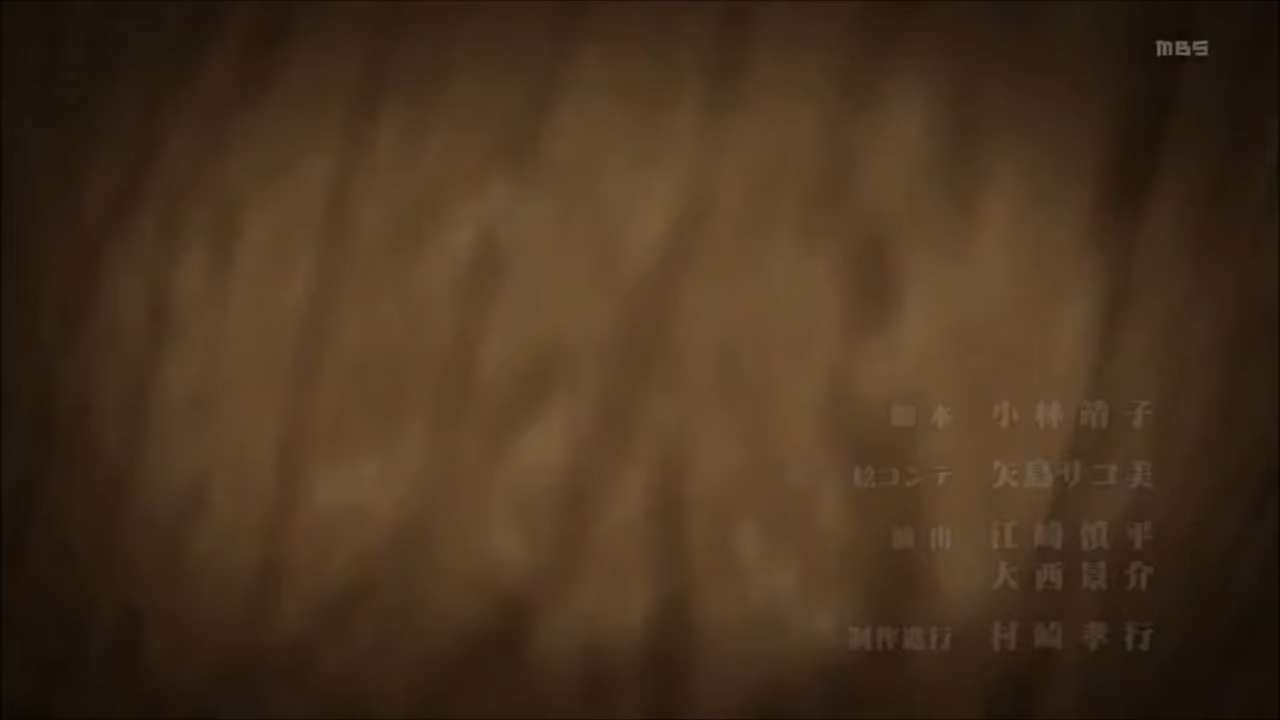 MBS
脚本 小林靖子
絵コンテ 矢島サコ美
演出 江崎慎平
大西景介
制作進行 村崎孝行